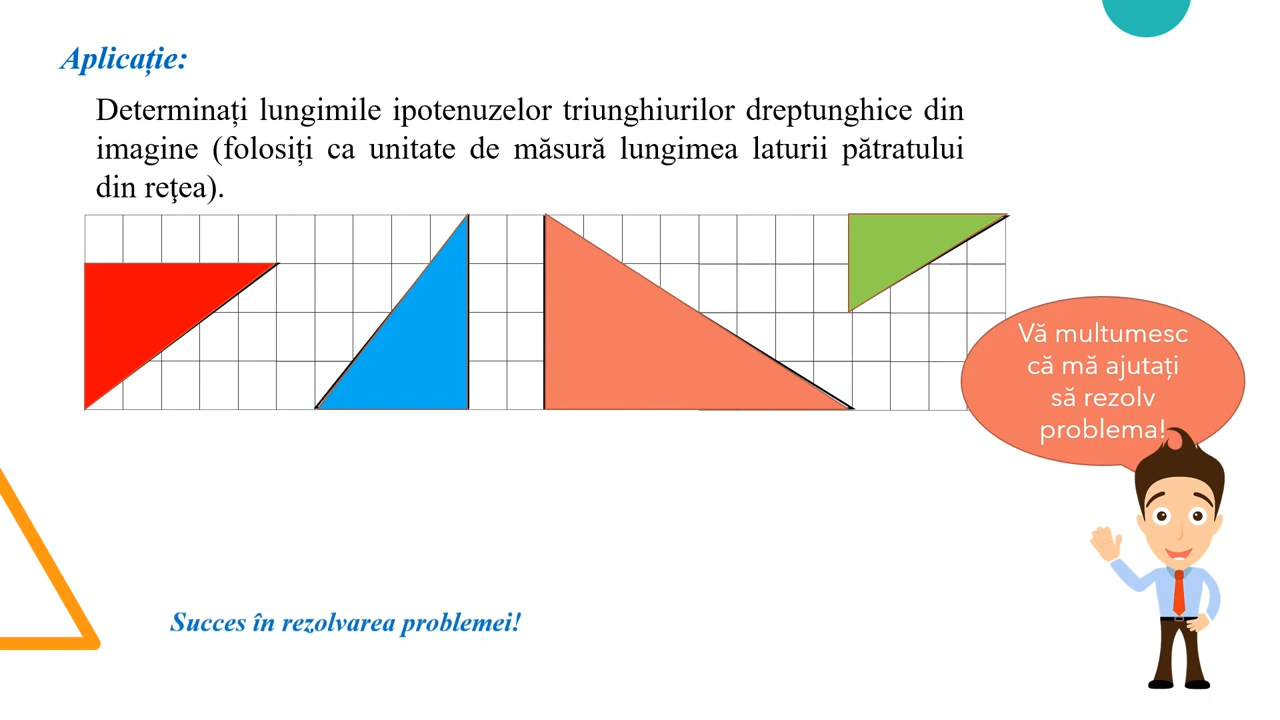 Aplicație:
Determinați lungimile ipotenuzelor triunghiurilor dreptunghice din
imagine (folosiți ca unitate de măsură lungimea laturii pătratului
din reţea).
Vă multumesc
că mă ajutați
să rezolv
problema!
Succes în rezolvarea problemei!